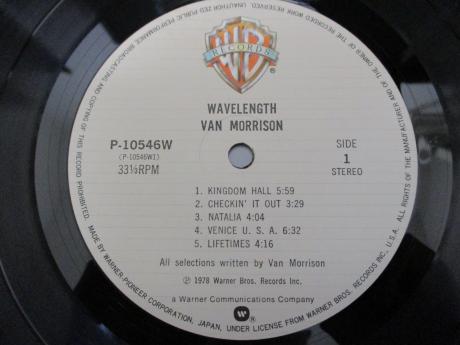 WB
RECORDS
®
WAVELENGTH
VAN MORRISON
P-10546W
(P-10546W1)
33⅓RPM
SIDE
1
STEREO
1. KINGDOM HALL 5:59
2. CHECKIN' IT OUT 3:29
3. NATALIA 4:04
4. VENICE U. S. A. 6:32
5. LIFETIMES 4:16
All selections written by Van Morrison
Ⓟ 1978 Warner Bros. Records Inc.
a Warner Communications Company
ALL RIGHTS OF THE MANUFACTURER AND OF THE OWNER OF THE RECORDED WORK RESERVED. UNAUTHORIZED PUBLIC PERFORMANCE, BROADCASTING AND COPYING OF THIS RECORD PROHIBITED. MADE BY WARNER-PIONEER CORPORATION, JAPAN, UNDER LICENSE FROM WARNER BROS. RECORDS INC., U.S.A.